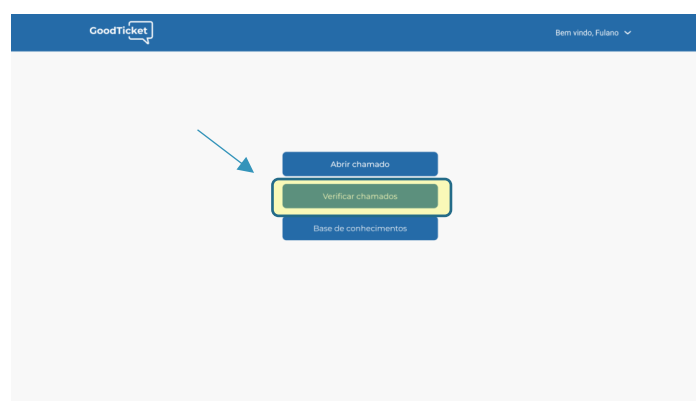 GoodTicket
Bem vindo, Fulano
Abrir chamado
Verificar chamados
Base de conhecimentos